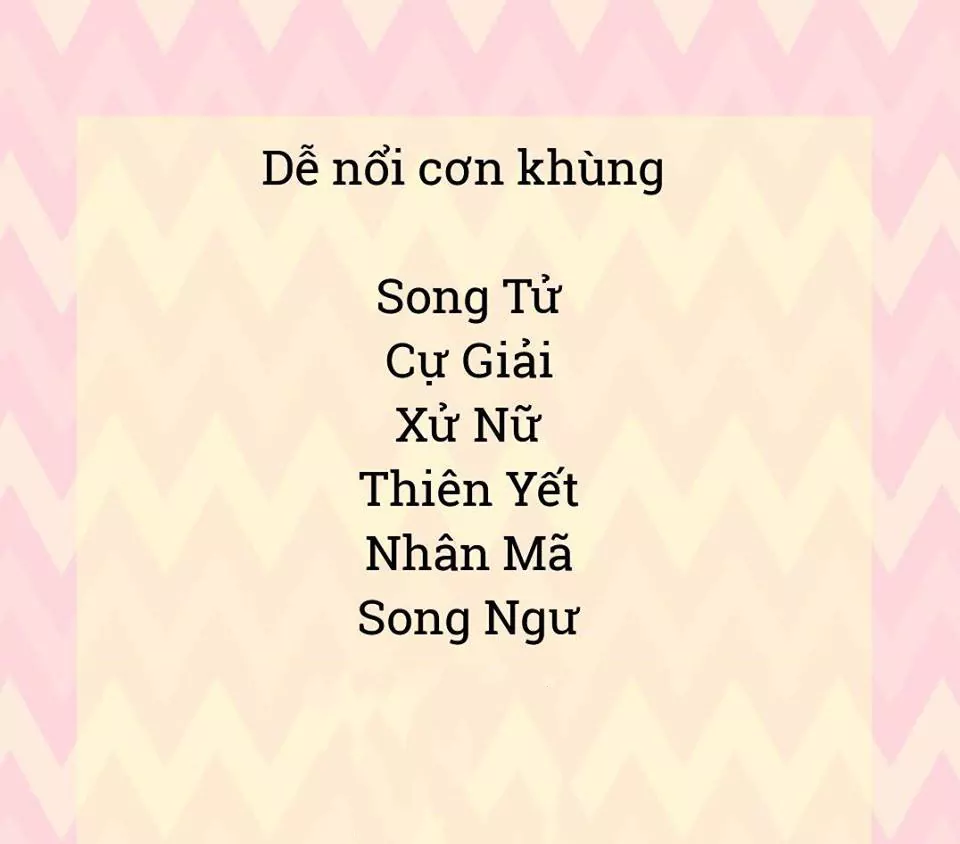 Dễ nổi cơn khùng
Song Tử
Cự Giải
Xử Nữ
Thiên Yết
Nhân Mã
Song Ngư